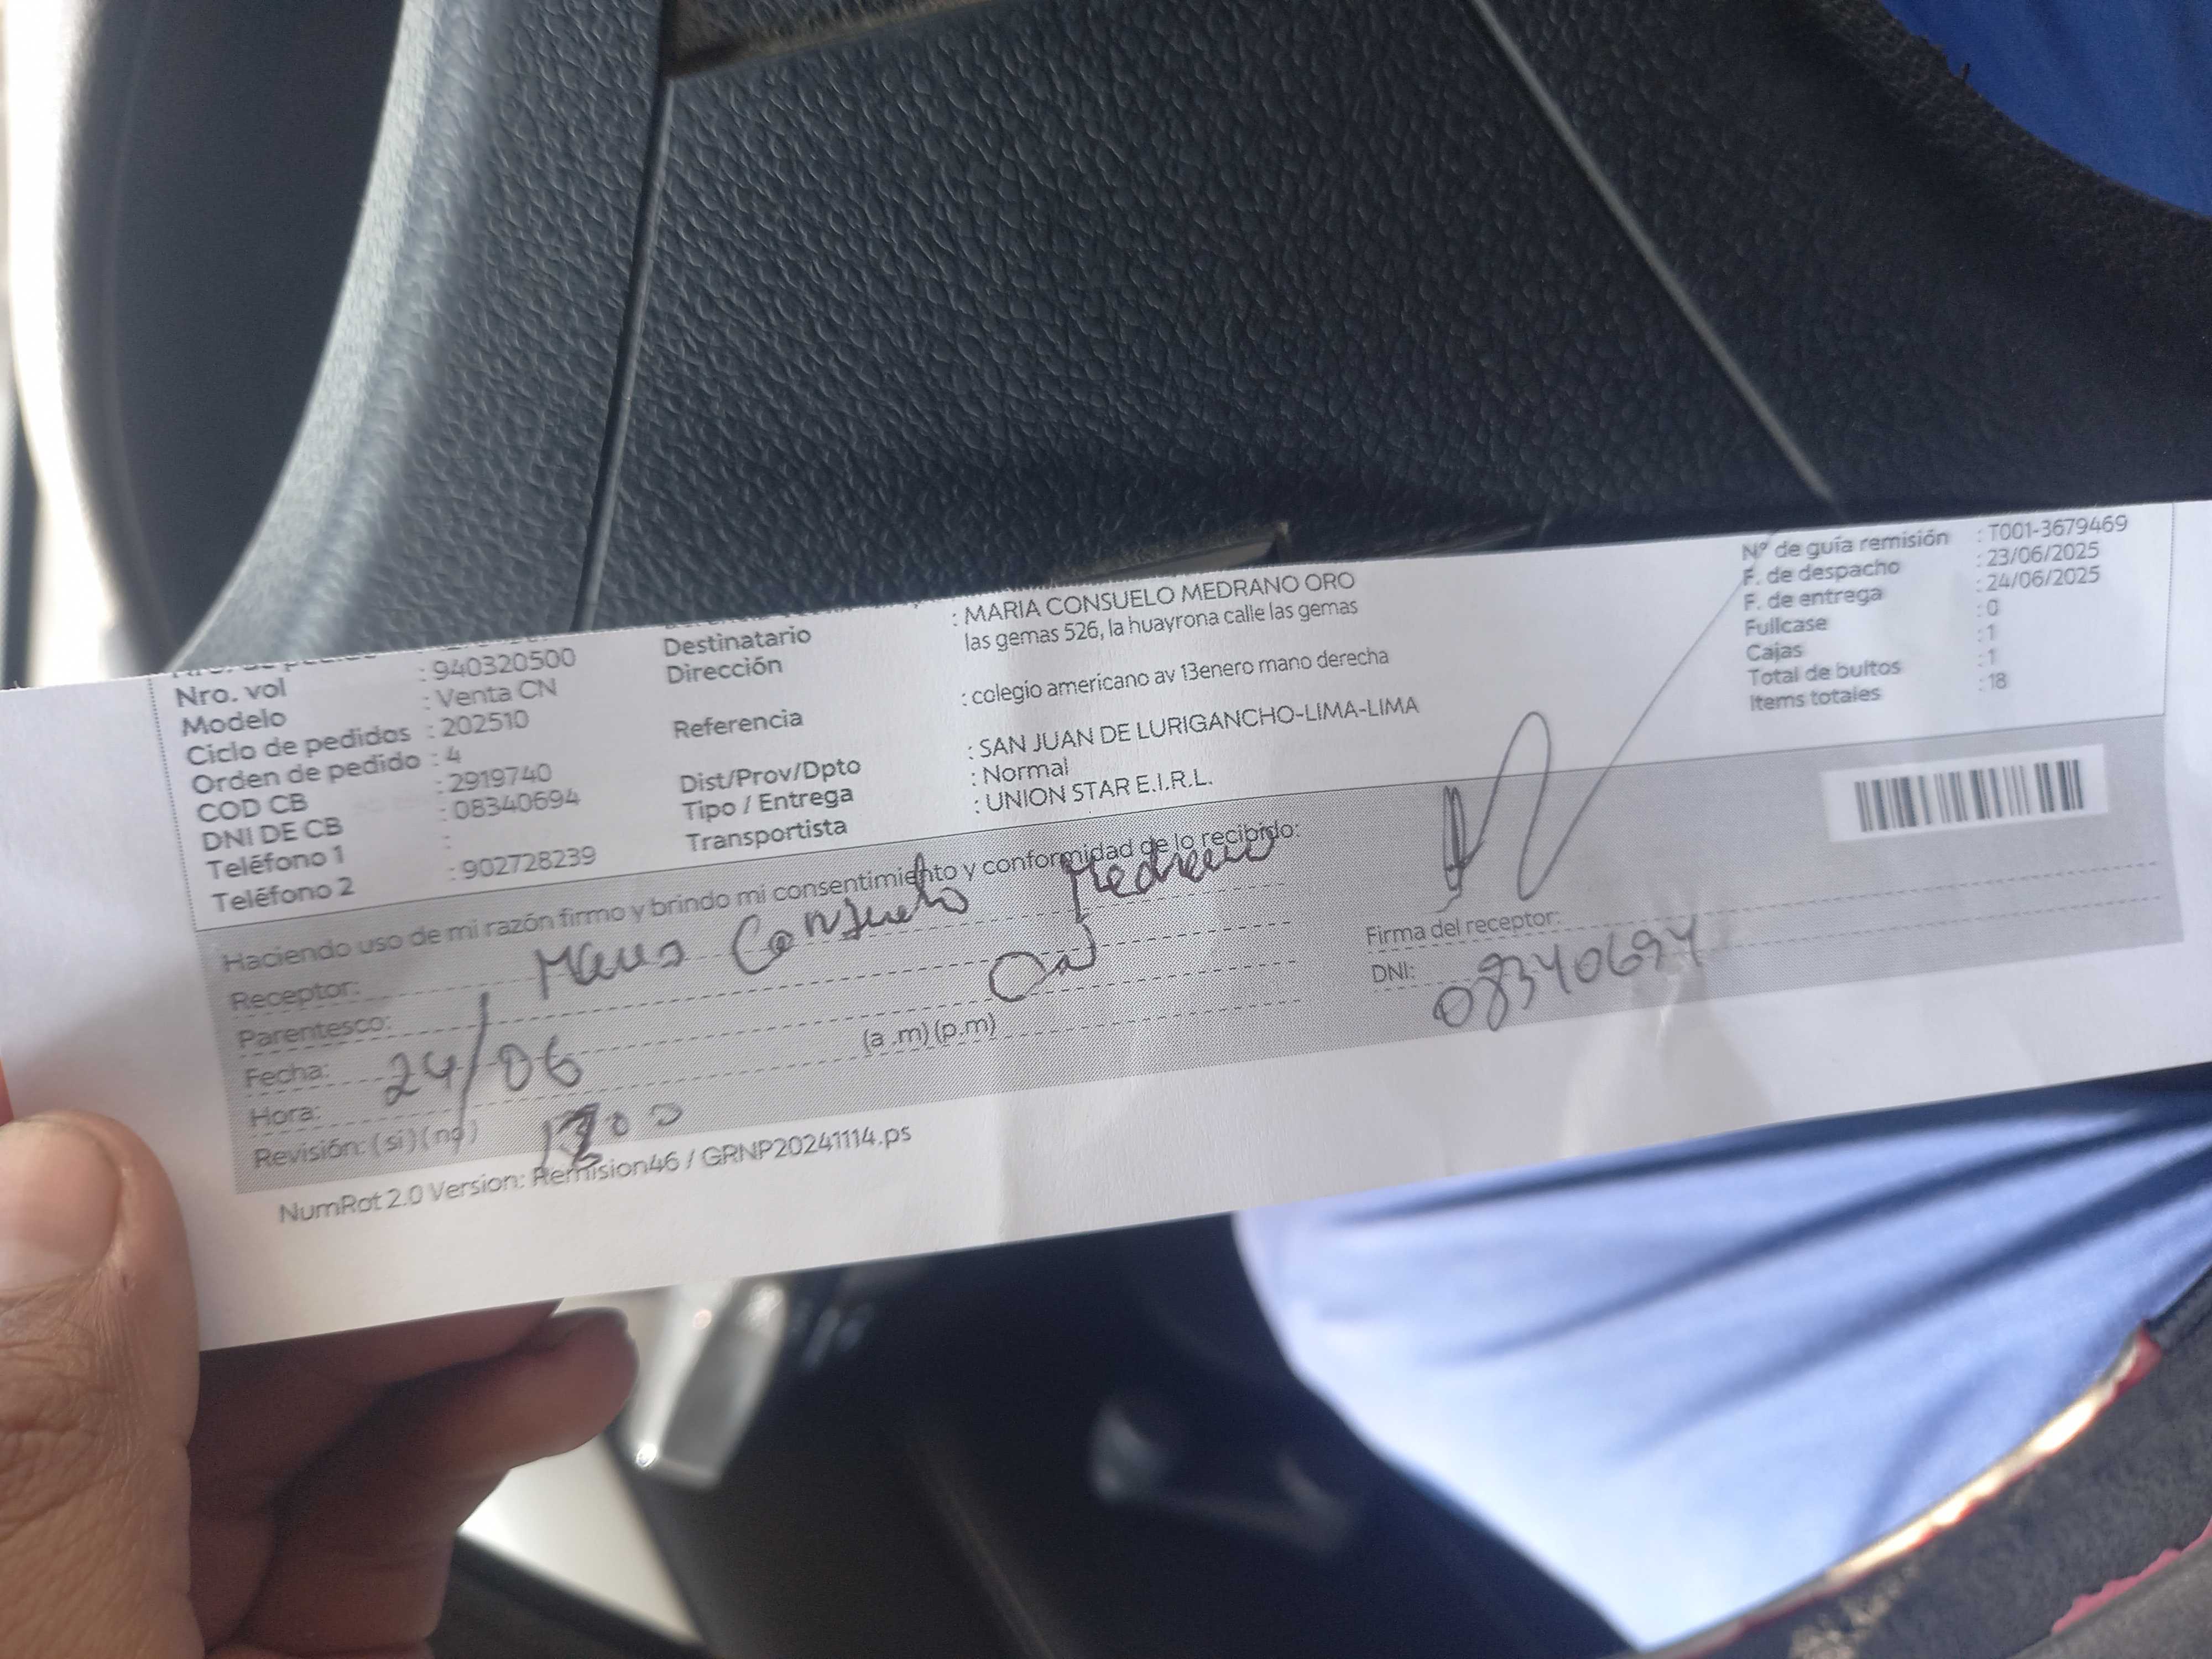 Nro. vol : 940320500
Modelo : Venta CN
Ciclo de pedidos : 202510
Orden de pedido : 4
COD CB : 2919740
DNI DE CB : 08340694
Teléfono 1 :
Teléfono 2 : 902728239
Destinatario : MARIA CONSUELO MEDRANO ORO
Dirección las gemas 526, la huayrona calle las gemas
Referencia : colegio americano av 13enero mano derecha
Dist/Prov/Dpto : SAN JUAN DE LURIGANCHO-LIMA-LIMA
Tipo / Entrega : Normal
Transportista : UNION STAR E.I.R.L.
N° de guía remisión : T001-3679469
F. de despacho : 23/06/2025
F. de entrega : 24/06/2025
Fullcase : 0
Cajas : 1
Total de bultos : 1
Items totales : 18
Haciendo uso de mi razón firmo y brindo mi consentimiento y conformidad de lo recibido:
Receptor: Maria Consuelo Medrano
Parentesco:
Fecha: 24/06
Hora: (a .m) (p.m)
Revisión: (si) (no)
Firma del receptor:
DNI: 08340694
NumRot 2.0 Version: Remision46 / GRNP20241114.ps